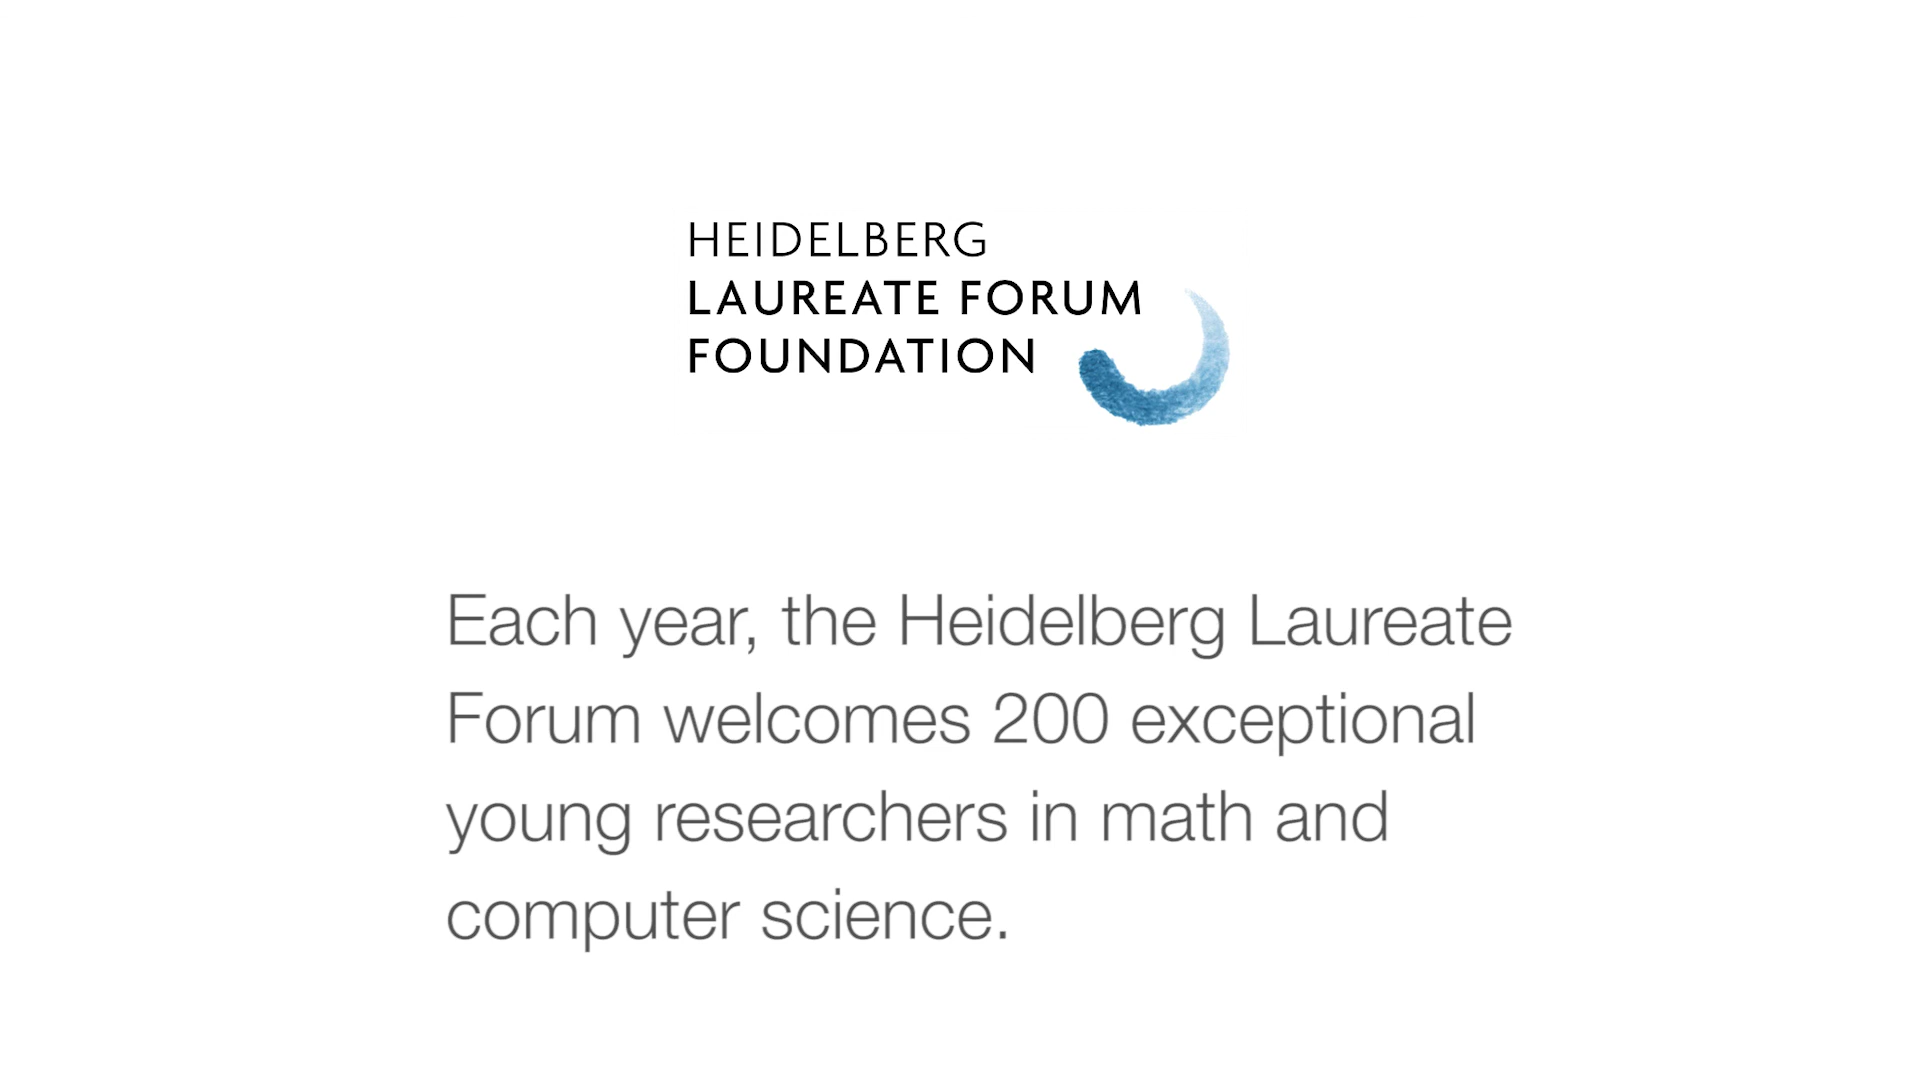 HEIDELBERG
LAUREATE FORUM
FOUNDATION
Each year, the Heidelberg Laureate
Forum welcomes 200 exceptional
young researchers in math and
computer science.